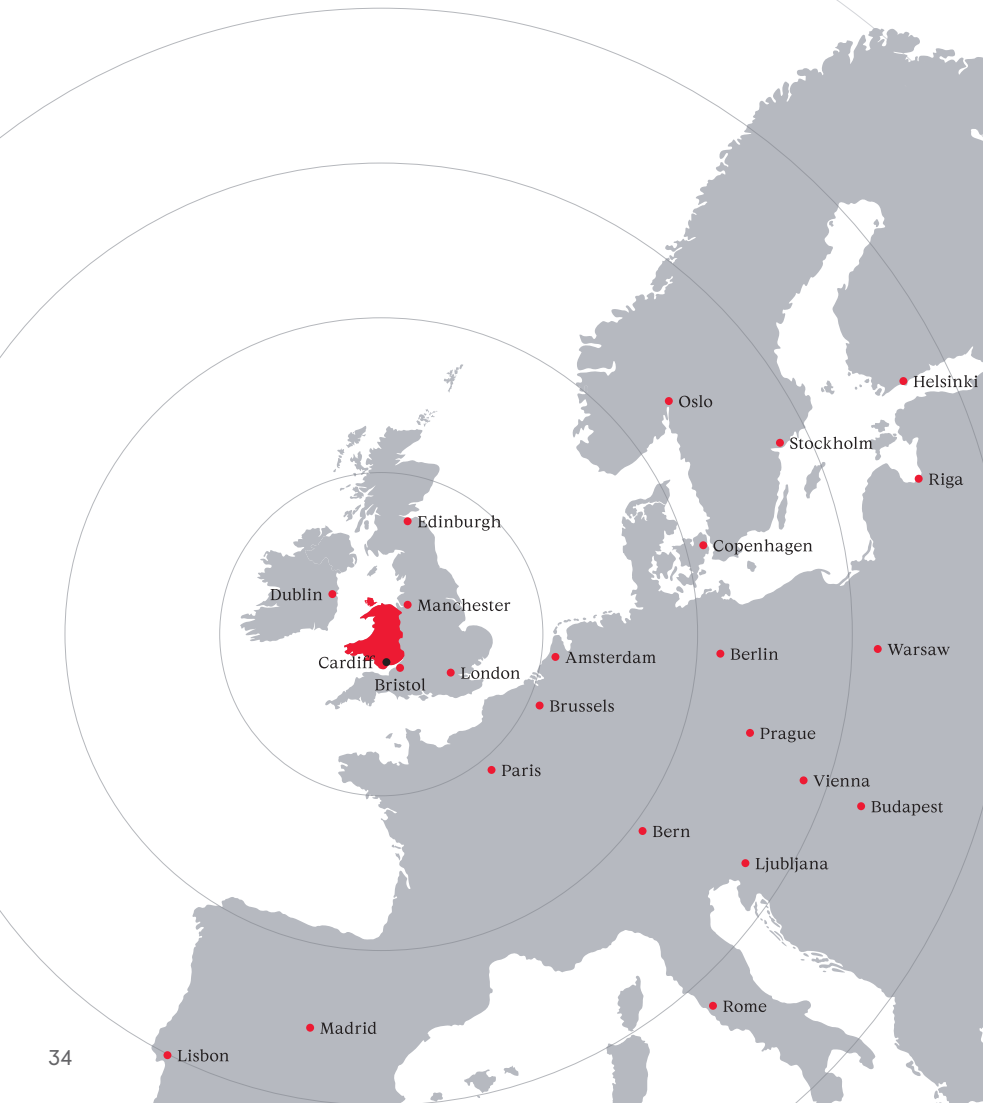 Helsinki
Oslo
Stockholm
Riga
Edinburgh
Copenhagen
Dublin
Manchester
Warsaw
Berlin
Amsterdam
Cardiff
London
Bristol
Brussels
Prague
Paris
Vienna
Budapest
Bern
Ljubljana
Rome
Madrid
Lisbon
34